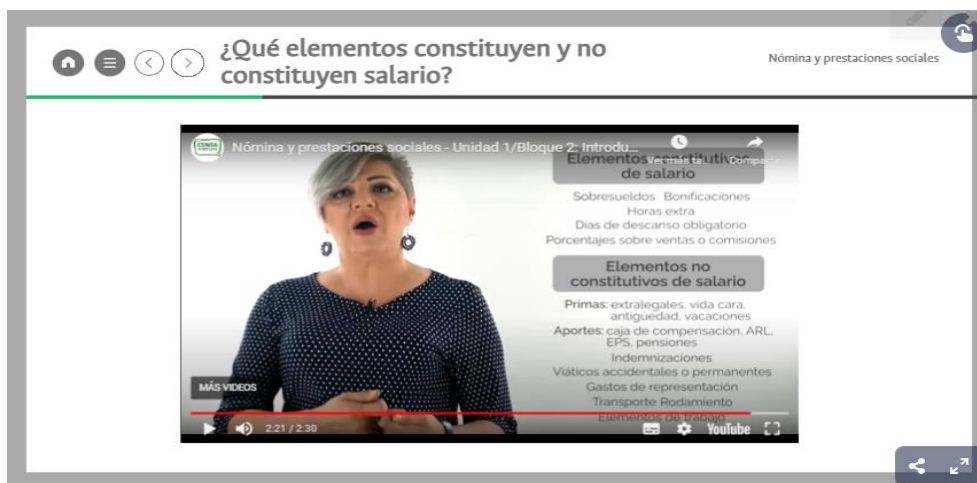 ¿Qué elementos constituyen y no
constituyen salario?
Nómina y prestaciones sociales
CENSA
Nómina y prestaciones sociales - Unidad 1/Bloque 2: Introdu...
Elementos constitutivos
de salario
Sobresueldos Bonificaciones
Horas extra
Días de descanso obligatorio
Porcentajes sobre ventas o comisiones
Elementos no
constitutivos de salario
Primas: extralegales, vida cara,
antigüedad, vacaciones
Aportes: caja de compensación, ARL,
EPS, pensiones
Indemnizaciones
Viáticos accidentales o permanentes
Gastos de representación
Transporte Rodamiento
Elementos de trabajo
MÁS VIDEOS
2:21 / 2:30
YouTube